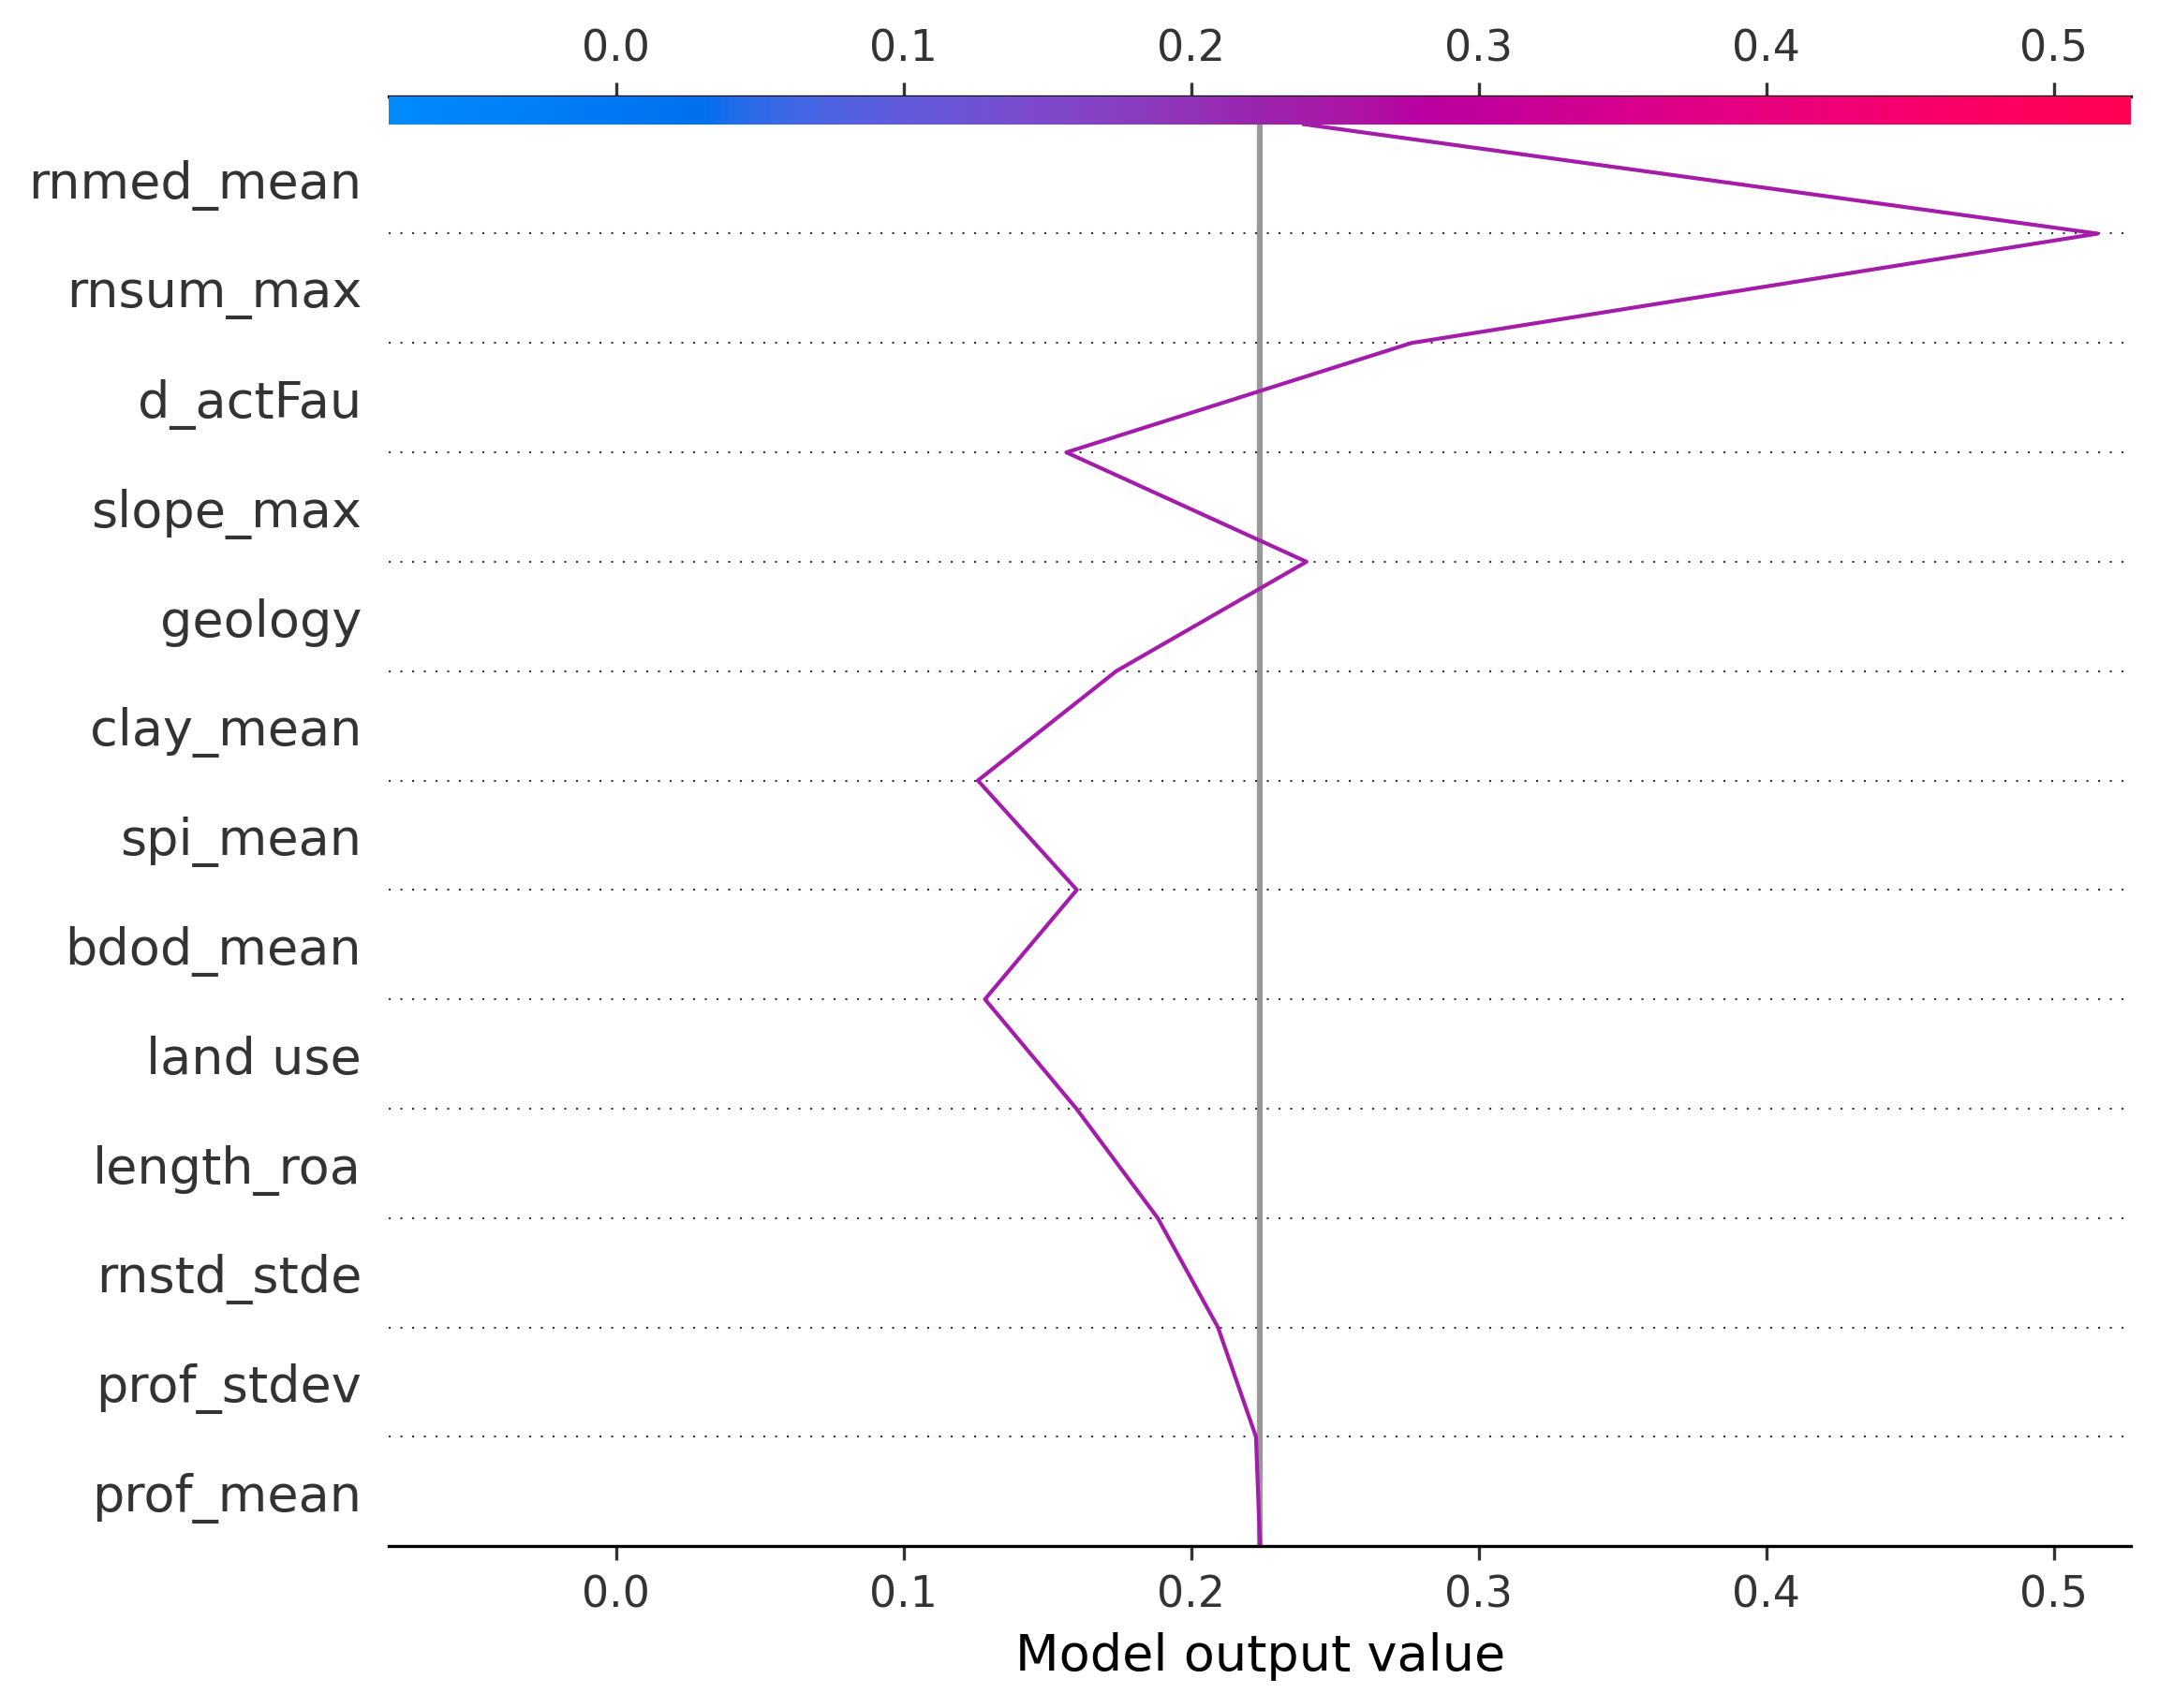 0.0 0.1 0.2 0.3 0.4 0.5
rnmed_mean
rnsum_max
d_actFau
slope_max
geology
clay_mean
spi_mean
bdod_mean
land use
length_roa
rnstd_stde
prof_stdev
prof_mean
0.0 0.1 0.2 0.3 0.4 0.5
Model output value